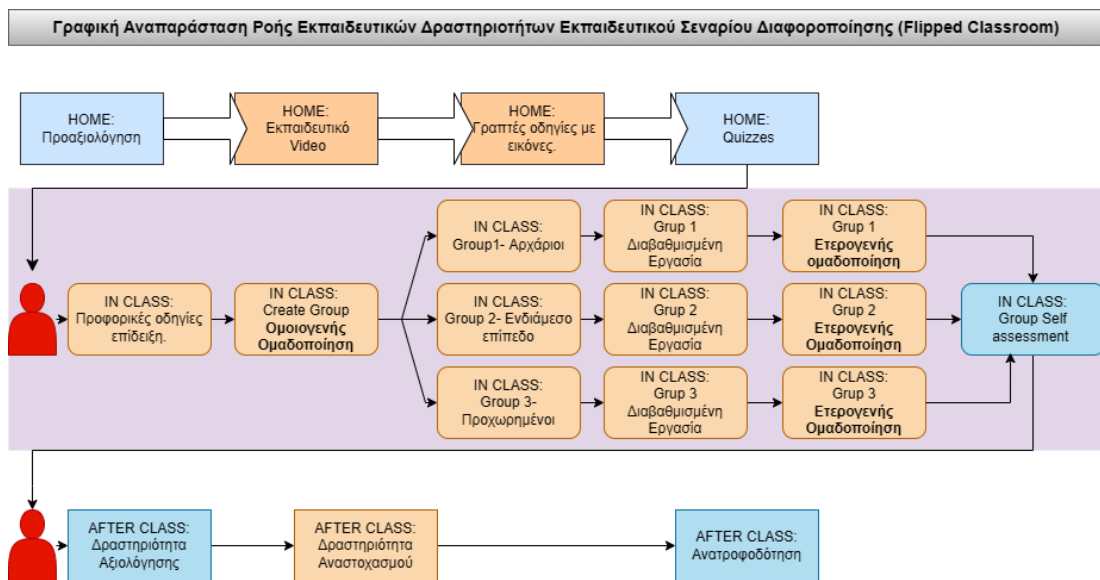 Γραφική Αναπαράσταση Ροής Εκπαιδευτικών Δραστηριοτήτων Εκπαιδευτικού Σεναρίου Διαφοροποίησης (Flipped Classroom)
HOME:
Προαξιολόγηση
HOME:
Εκπαιδευτικό
Video
HOME:
Γραπτές οδηγίες με
εικόνες.
HOME:
Quizzes
IN CLASS:
Προφορικές οδηγίες
επίδειξη.
IN CLASS:
Create Group
Ομοιογενής
Ομαδοποίηση
IN CLASS:
Group1- Αρχάριοι
IN CLASS:
Grup 1
Διαβαθμισμένη
Εργασία
IN CLASS:
Grup 1
Ετερογενής
ομαδοποίηση
IN CLASS:
Group 2- Ενδιάμεσο
επίπεδο
IN CLASS:
Grup 2
Διαβαθμισμένη
Εργασία
IN CLASS:
Grup 2
Ετερογενής
Ομαδοποίηση
IN CLASS:
Group 3-
Προχωρημένοι
IN CLASS:
Grup 3
Διαβαθμισμένη
Εργασία
IN CLASS:
Grup 3
Ετερογενής
Ομαδοποίηση
IN CLASS:
Group Self
assessment
AFTER CLASS:
Δραστηριότητα
Αξιολόγησης
AFTER CLASS:
Δραστηριότητα
Αναστοχασμού
AFTER CLASS:
Ανατροφοδότηση